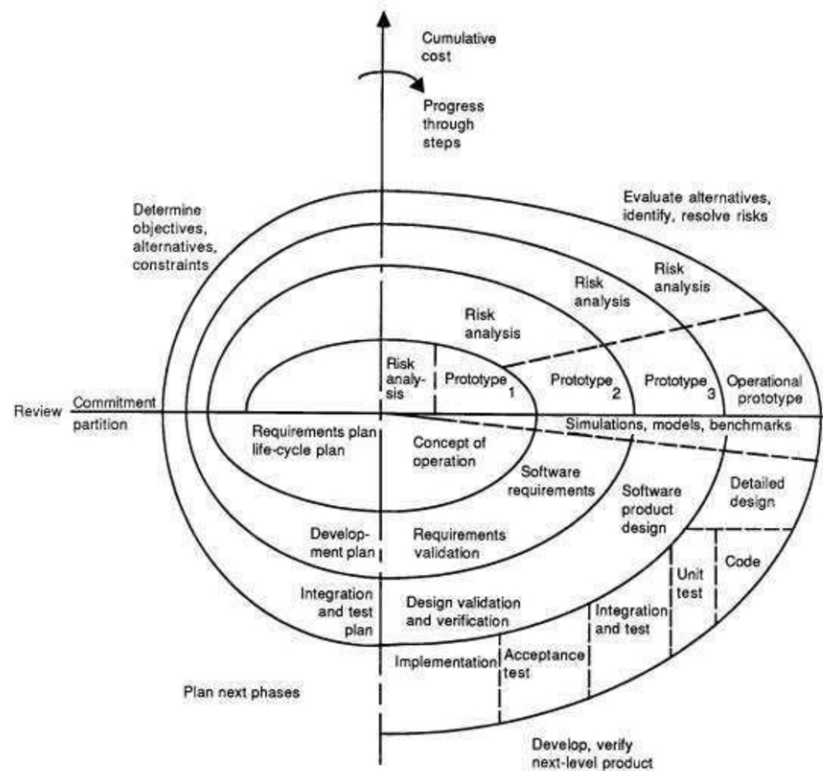 Cumulative
cost
Progress
through
steps
Determine
objectives,
alternatives,
constraints
Evaluate alternatives,
identify, resolve risks
Risk
analysis
Risk
analysis
Risk
analysis
Risk
analy-
sis
Prototype 1
Prototype 2
Prototype 3
Operational
prototype
Review
Commitment
partition
Simulations, models, benchmarks
Requirements plan
life-cycle plan
Concept of
operation
Software
requirements
Software
product
design
Detailed
design
Develop-
ment plan
Requirements
validation
Code
Unit
test
Integration
and test
plan
Design validation
and verification
Integration
and test
Implementation
Acceptance
test
Plan next phases
Develop, verify
next-level product